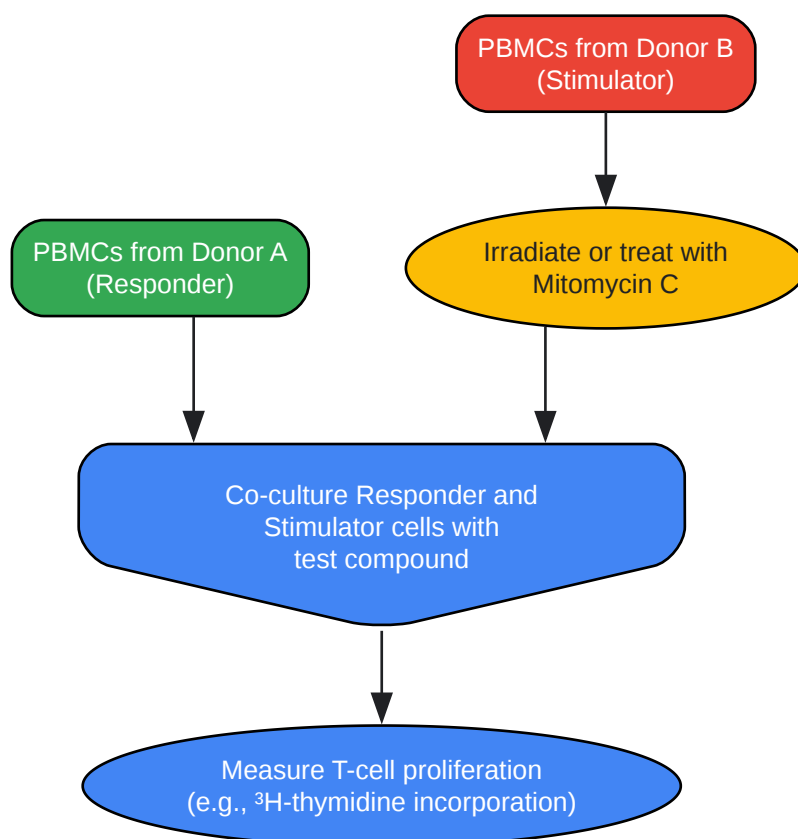 PBMCs from Donor B
(Stimulator)
PBMCs from Donor A
(Responder)
Irradiate or treat with
Mitomycin C
Co-culture Responder and
Stimulator cells with
test compound
Measure T-cell proliferation
(e.g., ³H-thymidine incorporation)